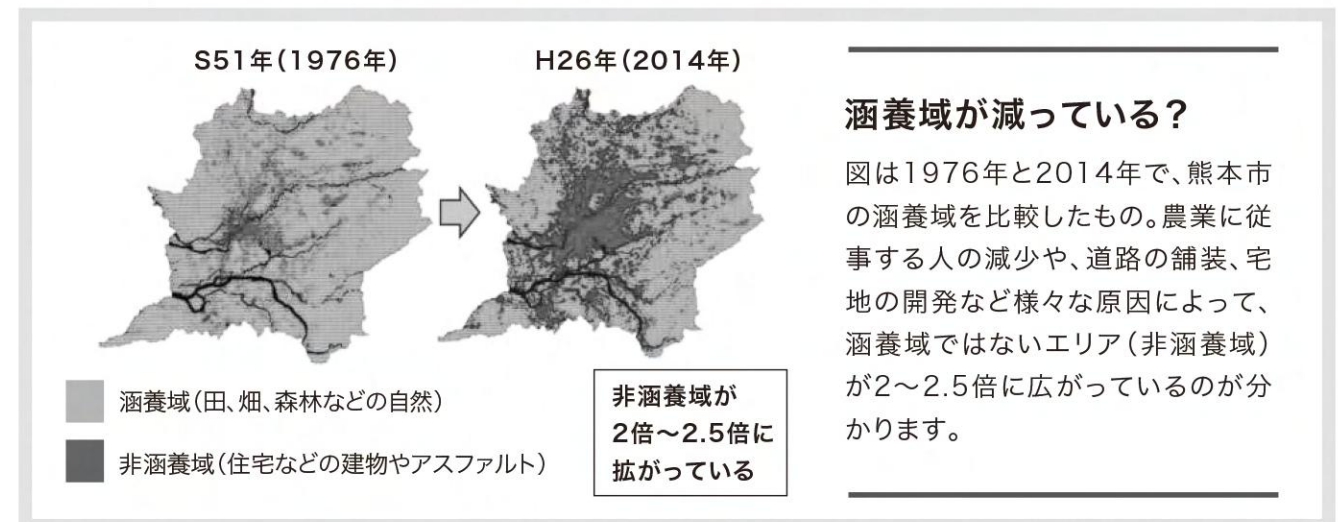 S51年(1976年)
H26年(2014年)
涵養域(田、畑、森林などの自然)
非涵養域(住宅などの建物やアスファルト)
非涵養域が
2倍〜2.5倍に
拡がっている
涵養域が減っている?
図は1976年と2014年で、熊本市
の涵養域を比較したもの。農業に従
事する人の減少や、道路の舗装、宅
地の開発など様々な原因によって、
涵養域ではないエリア(非涵養域)
が2〜2.5倍に広がっているのが分
かります。